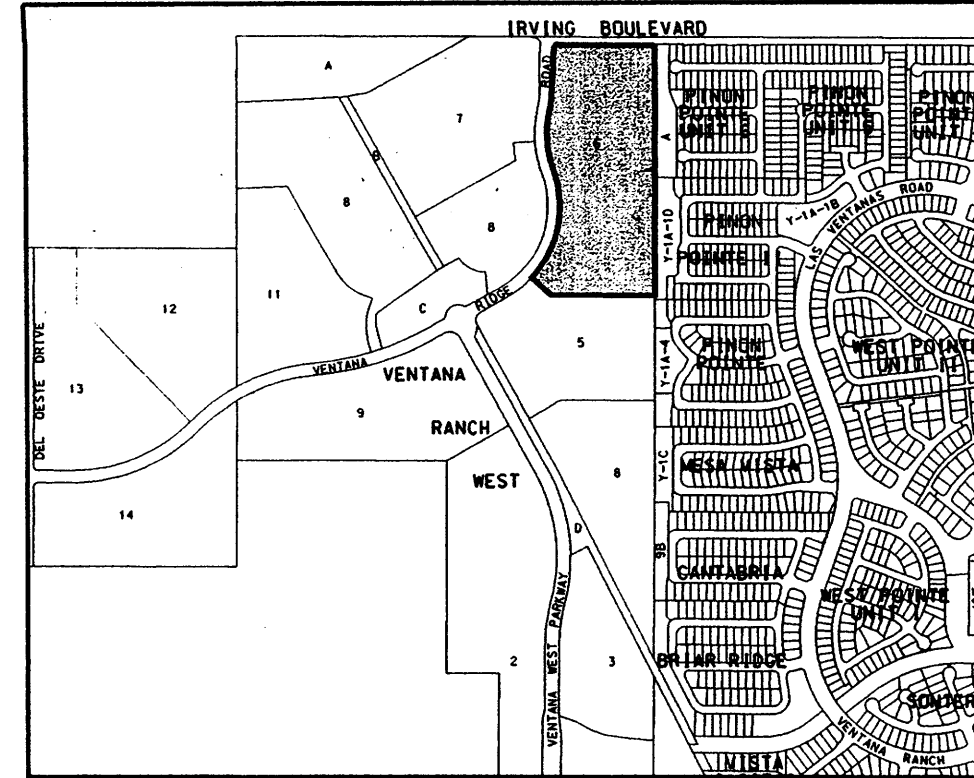 IRVING BOULEVARD
A
7
B
8
8
ROAD
6
RIDGE
C
11
12
13
14
DEL OESTE DRIVE
VENTANA
9
5
VENTANA
RANCH
WEST
8
D
2
3
VENTANA WEST PARKWAY
A
Y-1A-1D
Y-1A-4
Y-1C
9B
PINON
POINTE
UNIT
PINON
POINTE
UNIT
PINON
POINTE
UNIT
Y-1A-1B
LAS VENTANAS ROAD
PINON
POINTE II
PINON
POINTE
WEST POINTE
UNIT II
MESA VISTA
CANTABRIA
WEST POINTE
UNIT I
BRIAR RIDGE
SONTER
VENTANA RANCH
VISTA